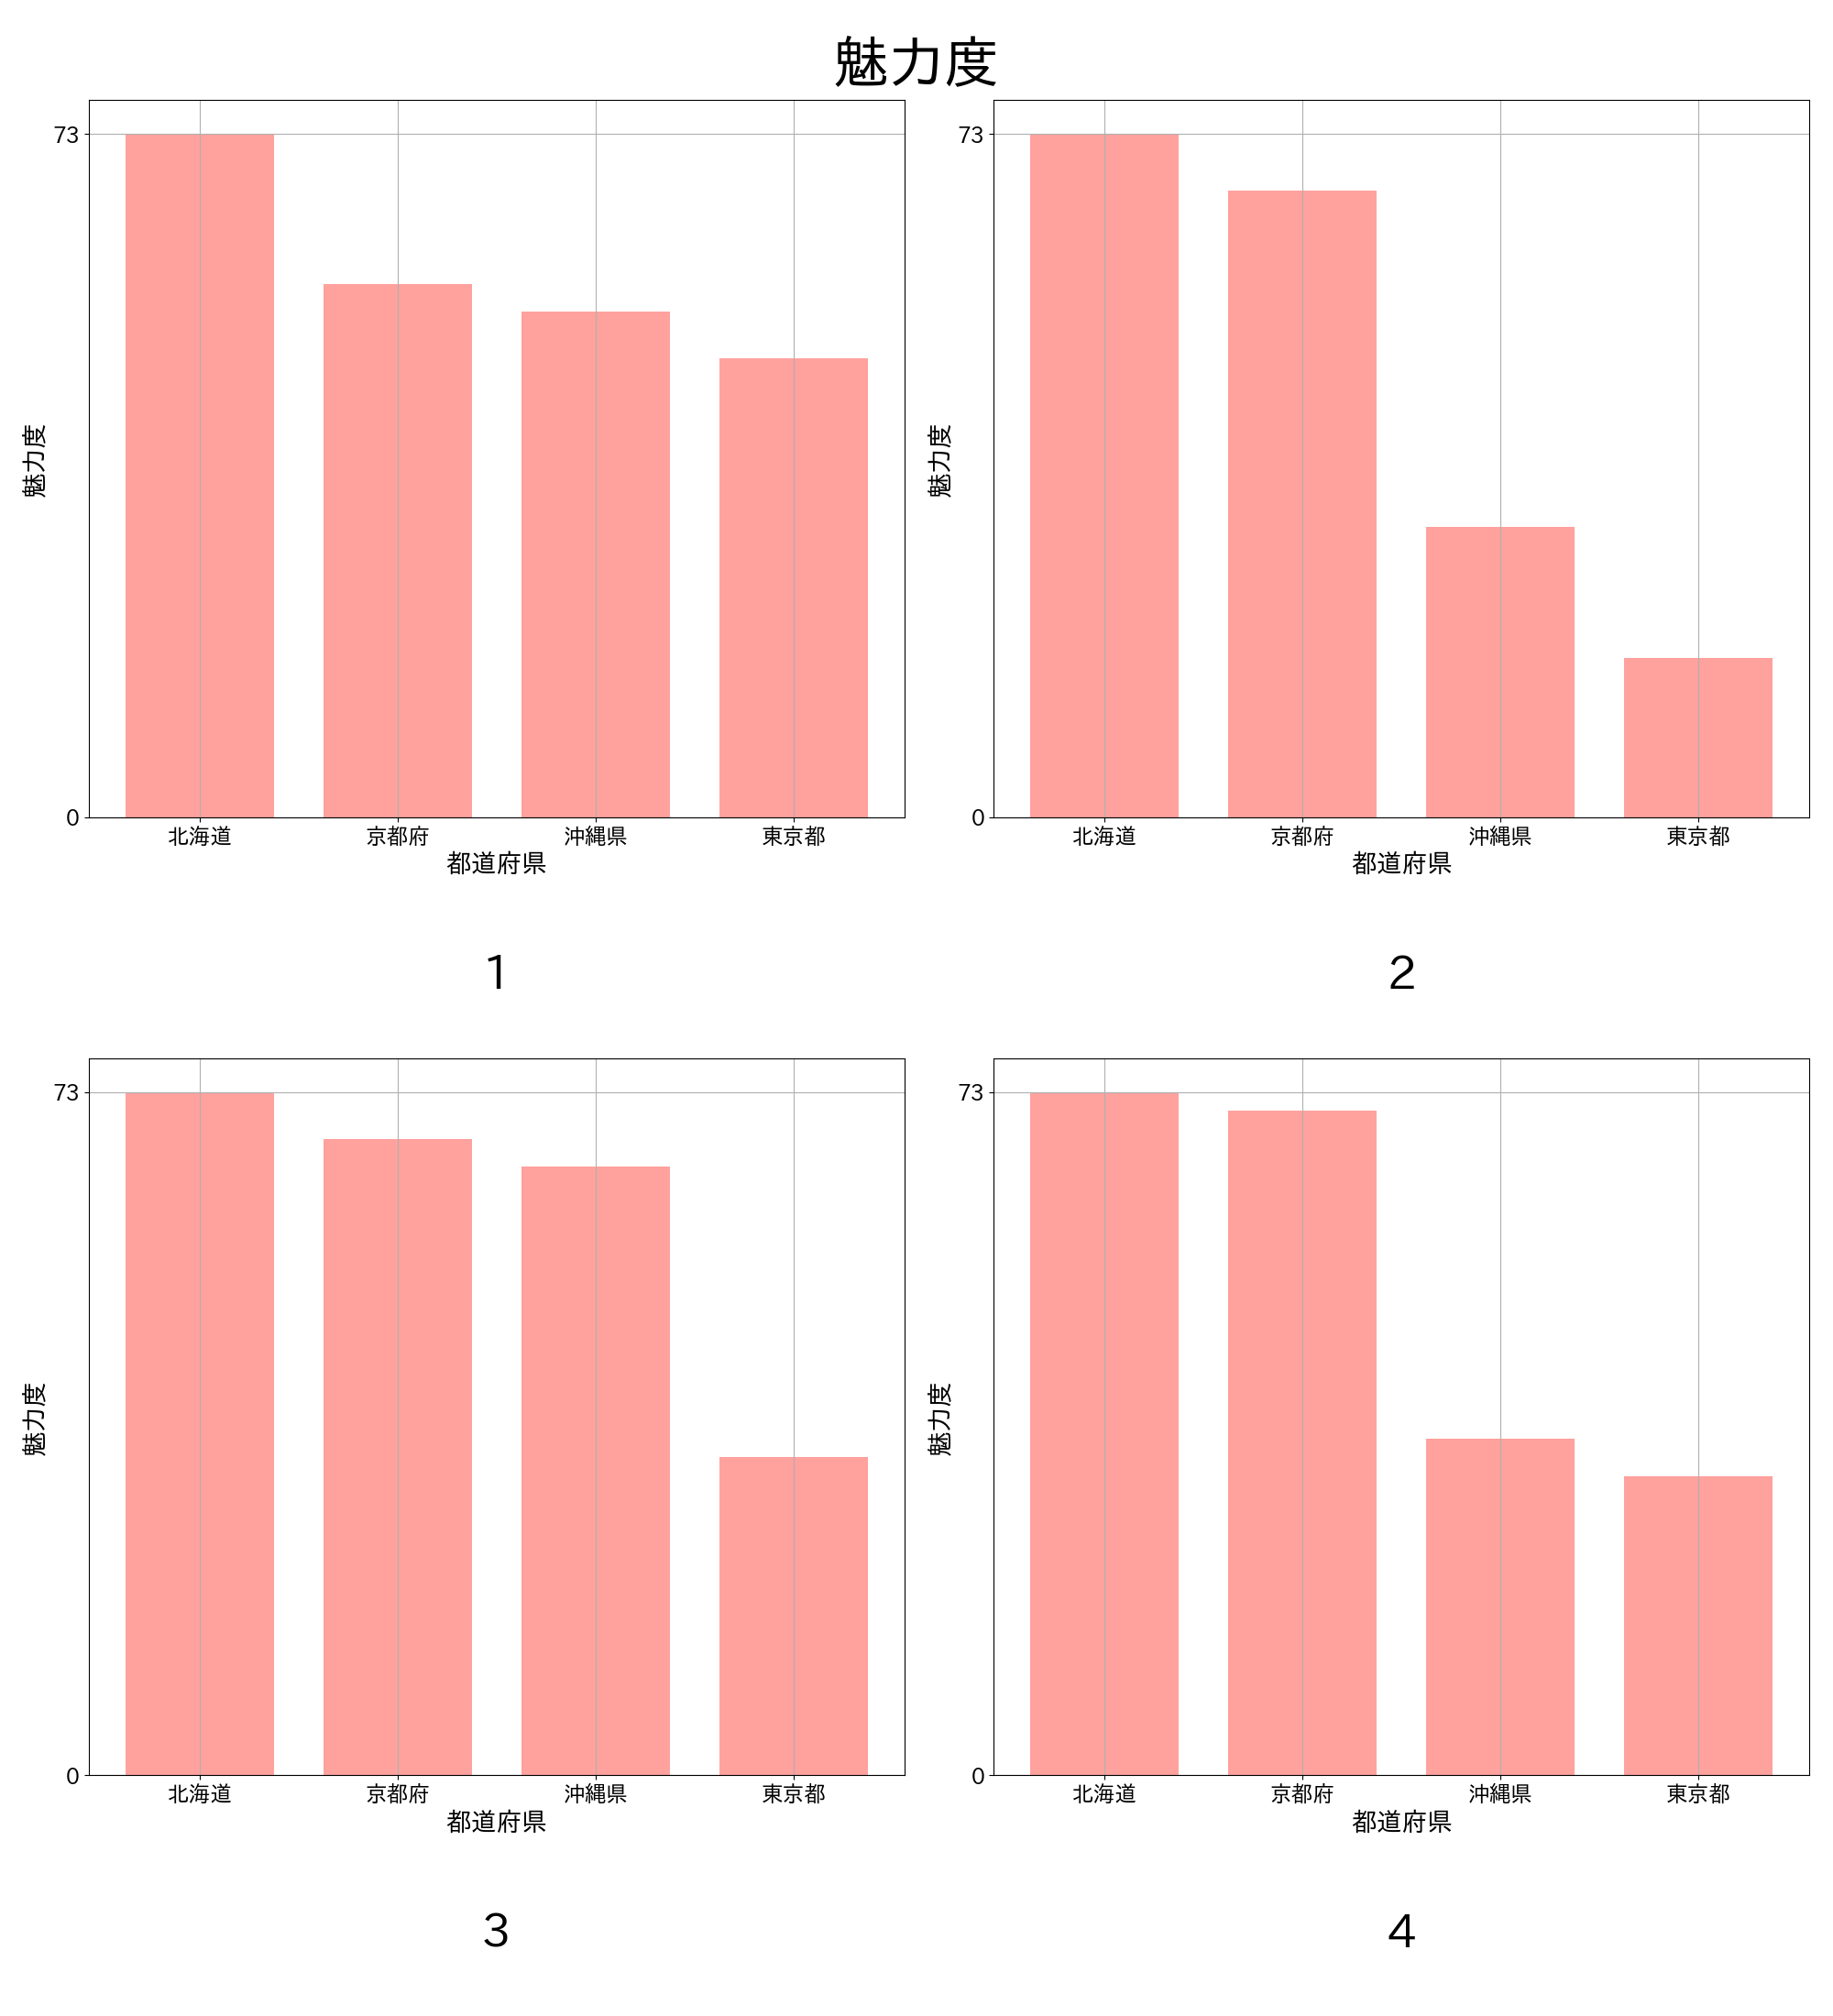 魅力度
魅力度
73
0
北海道 京都府 沖縄県 東京都
都道府県
1
魅力度
73
0
北海道 京都府 沖縄県 東京都
都道府県
2
魅力度
73
0
北海道 京都府 沖縄県 東京都
都道府県
3
魅力度
73
0
北海道 京都府 沖縄県 東京都
都道府県
4